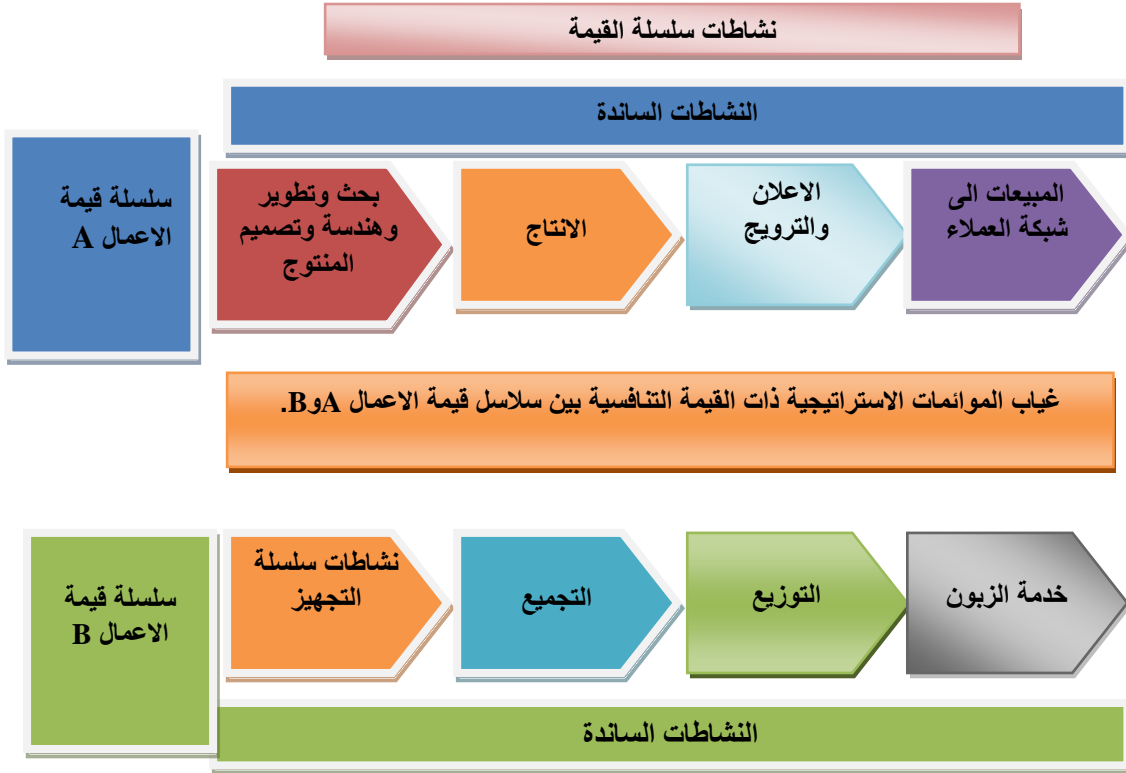 نشاطات سلسلة القيمة
النشاطات الساندة
سلسلة قيمة
الاعمال A
بحث وتطوير
وهندسة وتصميم
المنتوج
الانتاج
الاعلان
والترويج
المبيعات الى
شبكة العملاء
غياب الموائمات الاستراتيجية ذات القيمة التنافسية بين سلاسل قيمة الاعمال AوB.
سلسلة قيمة
الاعمال B
نشاطات سلسلة
التجهيز
التجميع
التوزيع
خدمة الزبون
النشاطات الساندة